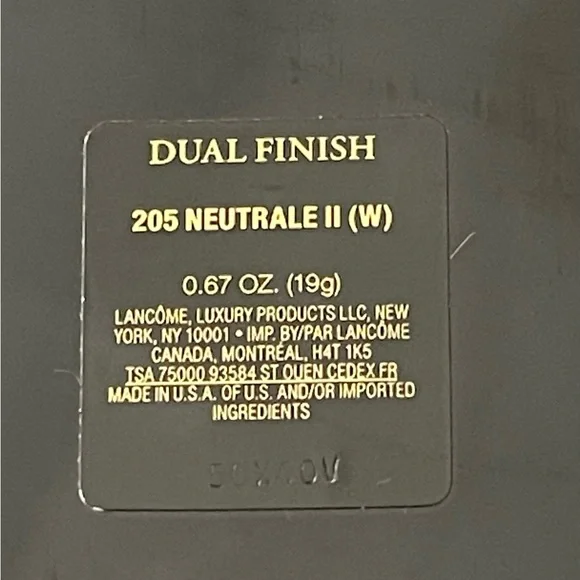 DUAL FINISH
205 NEUTRALE II (W)
0.67 OZ. (19g)
LANCÔME, LUXURY PRODUCTS LLC, NEW
YORK, NY 10001 • IMP. BY/PAR LANCÔME
CANADA, MONTRÉAL, H4T 1K5
TSA 75000 93584 ST OUEN CEDEX FR
MADE IN U.S.A. OF U.S. AND/OR IMPORTED
INGREDIENTS